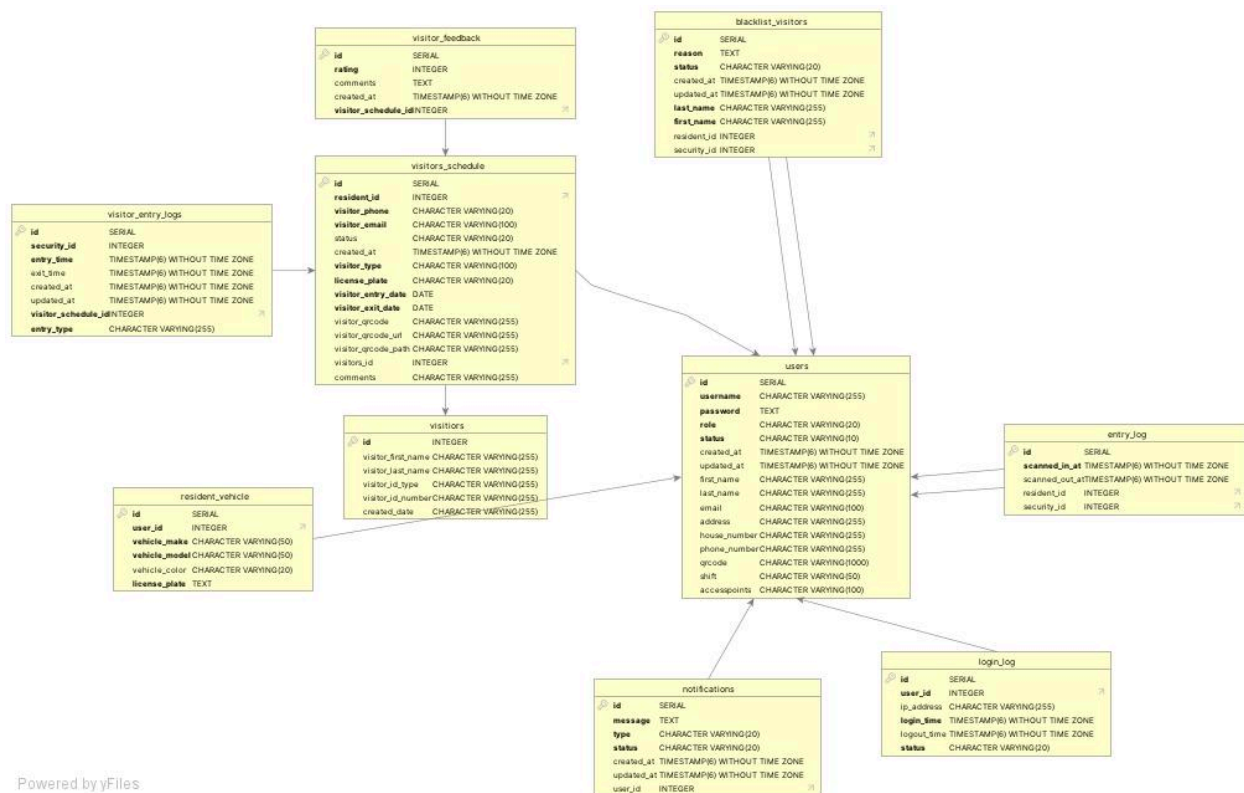 visitor_feedback
id SERIAL
rating INTEGER
comments TEXT
created_at TIMESTAMP(6) WITHOUT TIME ZONE
visitor_schedule_id INTEGER
blacklist_visitors
id SERIAL
reason TEXT
status CHARACTER VARYING(20)
created_at TIMESTAMP(6) WITHOUT TIME ZONE
updated_at TIMESTAMP(6) WITHOUT TIME ZONE
last_name CHARACTER VARYING(255)
first_name CHARACTER VARYING(255)
resident_id INTEGER
security_id INTEGER
visitors_schedule
id SERIAL
resident_id INTEGER
visitor_phone CHARACTER VARYING(20)
visitor_email CHARACTER VARYING(100)
status CHARACTER VARYING(20)
created_at TIMESTAMP(6) WITHOUT TIME ZONE
visitor_type CHARACTER VARYING(100)
license_plate CHARACTER VARYING(20)
visitor_entry_date DATE
visitor_exit_date DATE
visitor_qrcode CHARACTER VARYING(255)
visitor_qrcode_url CHARACTER VARYING(255)
visitor_qrcode_path CHARACTER VARYING(255)
visitors_id INTEGER
comments CHARACTER VARYING(255)
visitor_entry_logs
id SERIAL
security_id INTEGER
entry_time TIMESTAMP(6) WITHOUT TIME ZONE
exit_time TIMESTAMP(6) WITHOUT TIME ZONE
created_at TIMESTAMP(6) WITHOUT TIME ZONE
updated_at TIMESTAMP(6) WITHOUT TIME ZONE
visitor_schedule_id INTEGER
entry_type CHARACTER VARYING(255)
users
id SERIAL
username CHARACTER VARYING(255)
password TEXT
role CHARACTER VARYING(20)
status CHARACTER VARYING(10)
created_at TIMESTAMP(6) WITHOUT TIME ZONE
updated_at TIMESTAMP(6) WITHOUT TIME ZONE
first_name CHARACTER VARYING(255)
last_name CHARACTER VARYING(255)
email CHARACTER VARYING(100)
address CHARACTER VARYING(255)
house_number CHARACTER VARYING(255)
phone_number CHARACTER VARYING(255)
qrcode CHARACTER VARYING(1000)
shift CHARACTER VARYING(50)
accesspoints CHARACTER VARYING(100)
visitiors
id INTEGER
visitor_first_name CHARACTER VARYING(255)
visitor_last_name CHARACTER VARYING(255)
visitor_id_type CHARACTER VARYING(255)
visitor_id_number CHARACTER VARYING(255)
created_date CHARACTER VARYING(255)
entry_log
id SERIAL
scanned_in_at TIMESTAMP(6) WITHOUT TIME ZONE
scanned_out_at TIMESTAMP(6) WITHOUT TIME ZONE
resident_id INTEGER
security_id INTEGER
resident_vehicle
id SERIAL
user_id INTEGER
vehicle_make CHARACTER VARYING(50)
vehicle_model CHARACTER VARYING(50)
vehicle_color CHARACTER VARYING(20)
license_plate TEXT
login_log
id SERIAL
user_id INTEGER
ip_address CHARACTER VARYING(255)
login_time TIMESTAMP(6) WITHOUT TIME ZONE
logout_time TIMESTAMP(6) WITHOUT TIME ZONE
status CHARACTER VARYING(20)
notifications
id SERIAL
message TEXT
type CHARACTER VARYING(20)
status CHARACTER VARYING(20)
created_at TIMESTAMP(6) WITHOUT TIME ZONE
updated_at TIMESTAMP(6) WITHOUT TIME ZONE
user_id INTEGER
Powered by yFiles